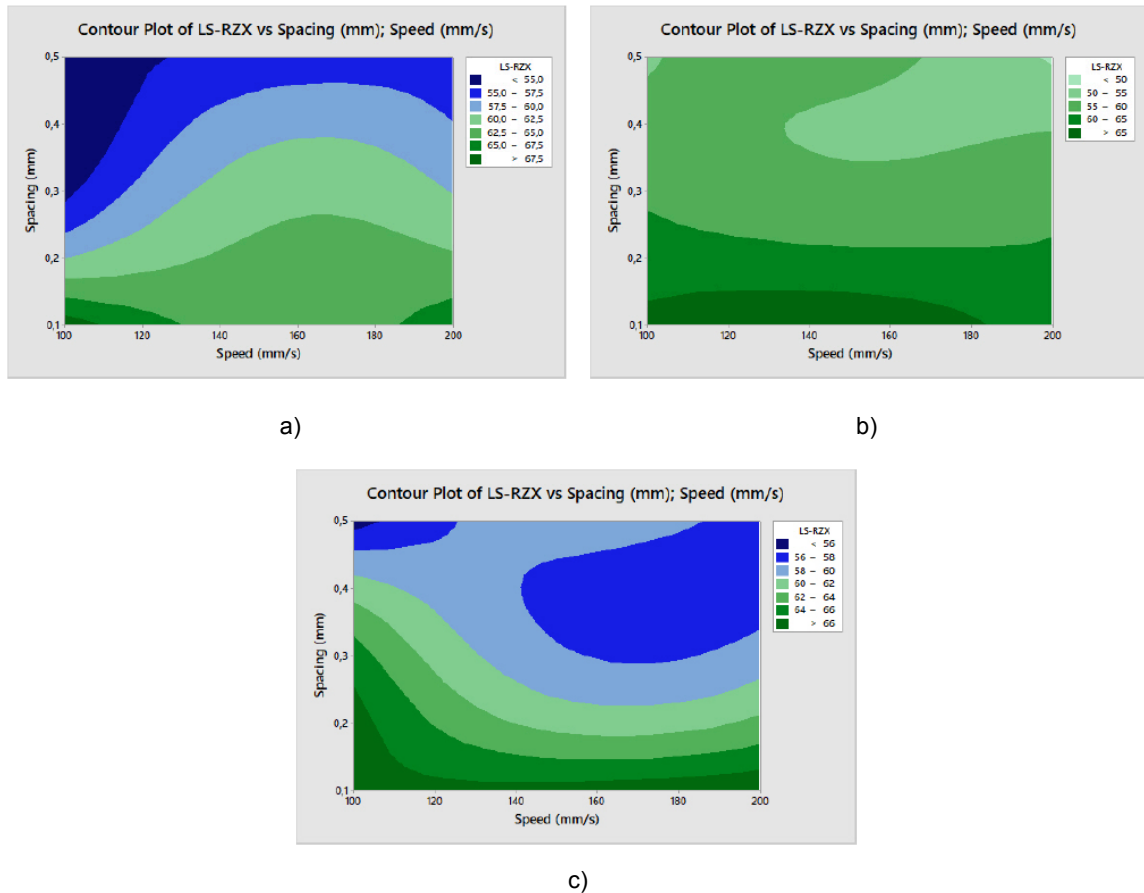 Contour Plot of LS-RZX vs Spacing (mm); Speed (mm/s)
0,5
0,4
0,3
0,2
0,1
Spacing (mm)
100 120 140 160 180 200
Speed (mm/s)
LS-RZX
< 55,0
55,0 – 57,5
57,5 – 60,0
60,0 – 62,5
62,5 – 65,0
65,0 – 67,5
> 67,5
a)
Contour Plot of LS-RZX vs Spacing (mm); Speed (mm/s)
0,5
0,4
0,3
0,2
0,1
Spacing (mm)
100 120 140 160 180 200
Speed (mm/s)
LS-RZX
< 50
50 – 55
55 – 60
60 – 65
> 65
b)
Contour Plot of LS-RZX vs Spacing (mm); Speed (mm/s)
0,5
0,4
0,3
0,2
0,1
Spacing (mm)
100 120 140 160 180 200
Speed (mm/s)
LS-RZX
< 56
56 – 58
58 – 60
60 – 62
62 – 64
64 – 66
> 66
c)